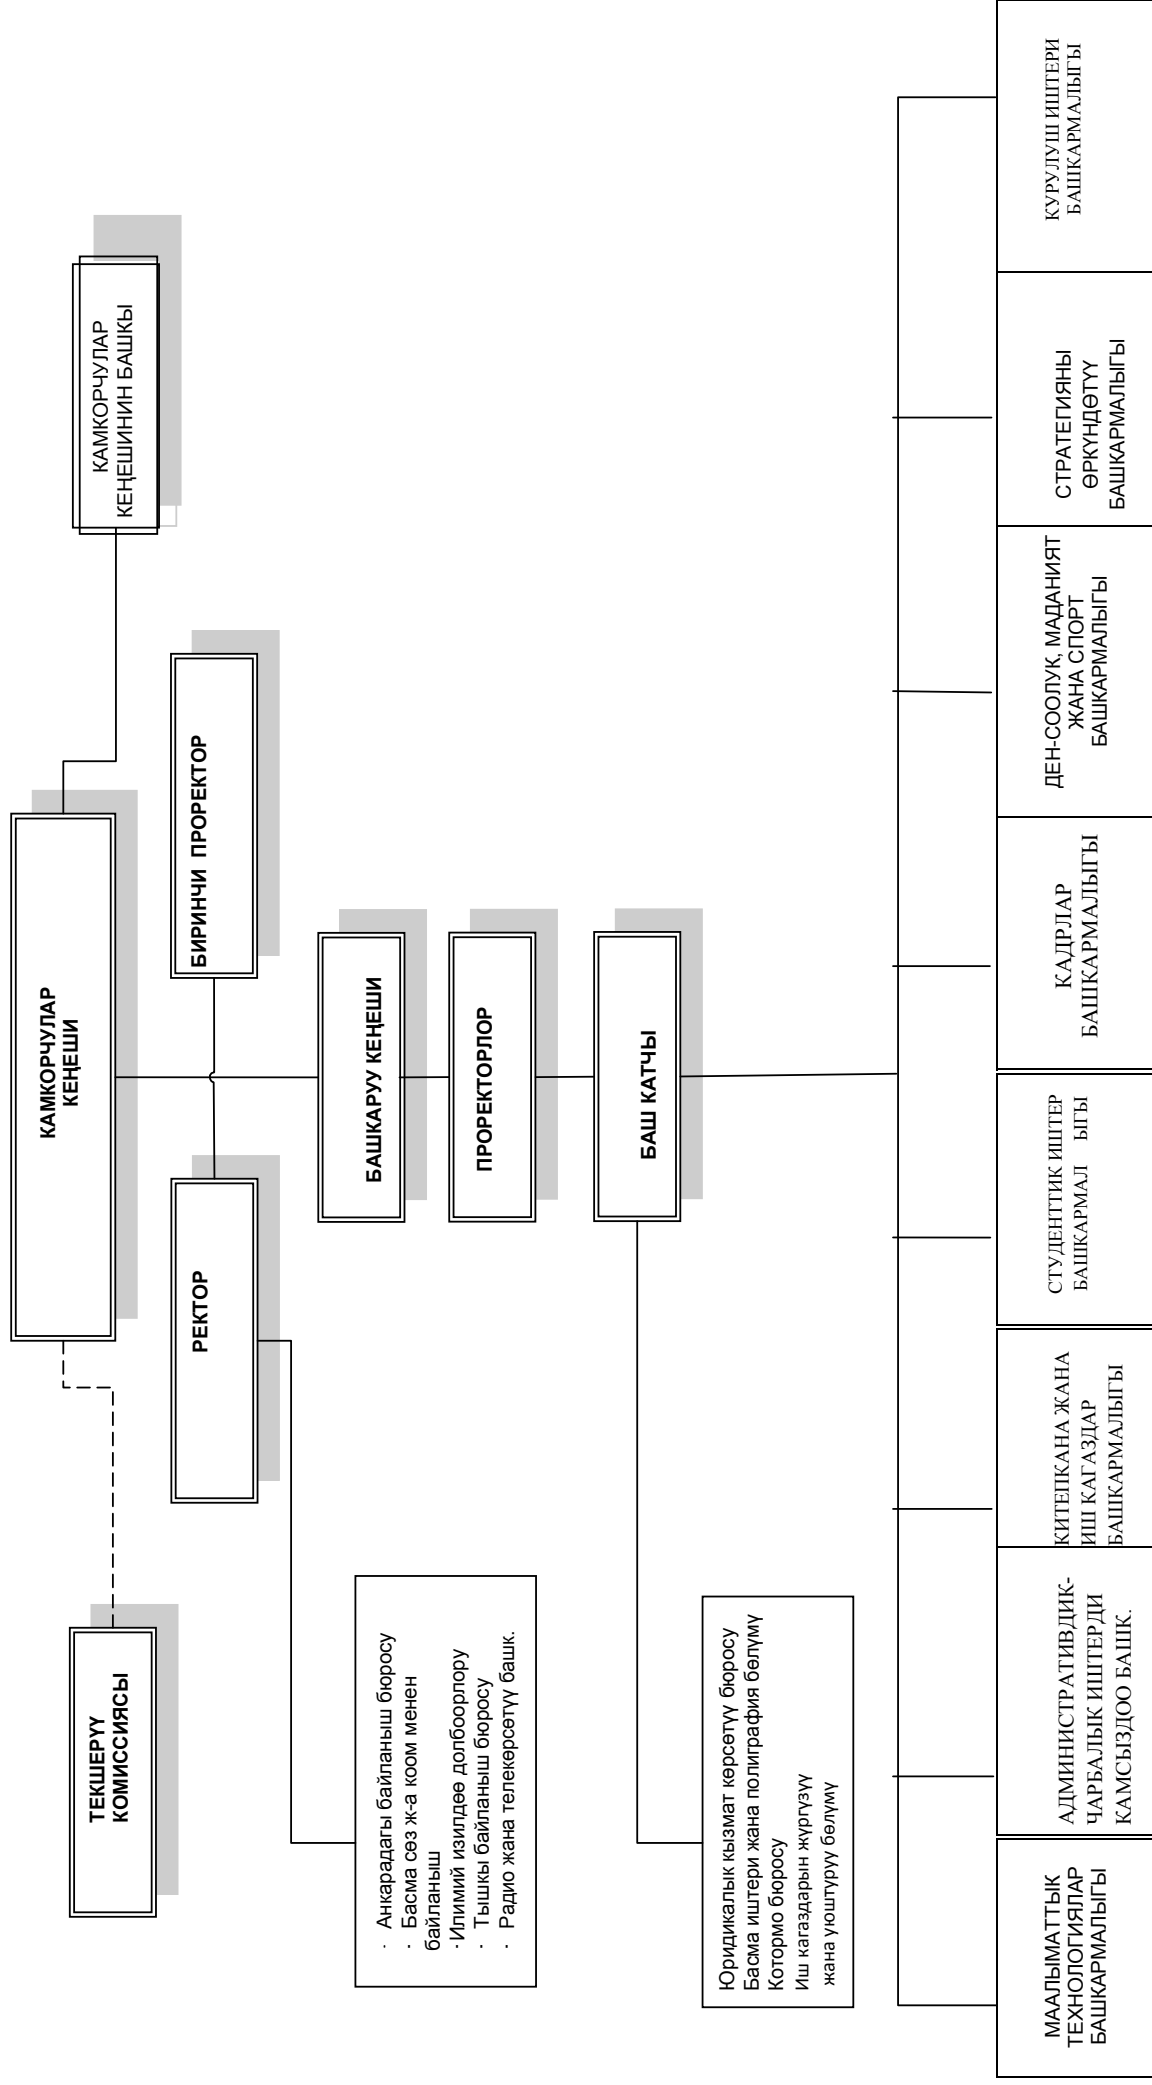 КАМКОРЧУЛАР
КЕҢЕШИ
ТЕКШЕРҮҮ
КОМИССИЯСЫ
КАМКОРЧУЛАР
КЕҢЕШИНИН БАШКЫ
РЕКТОР
БИРИНЧИ ПРОРЕКТОР
БАШКАРУУ КЕҢЕШИ
ПРОРЕКТОРЛОР
БАШ КАТЧЫ
· Анкарадагы байланыш бюросу
· Басма сөз ж-а коом менен
байланыш
·Илимий изилдөө долбоорлору
· Тышкы байланыш бюросу
· Радио жана телекөрсөтүү башк.
Юридикалык кызмат көрсөтүү бюросу
Басма иштери жана полиграфия бөлүмү
Котормо бюросу
Иш кагаздарын жүргүзүү
жана уюштуруу бөлүмү
МААЛЫМАТТЫК
ТЕХНОЛОГИЯЛАР
БАШКАРМАЛЫГЫ
АДМИНИСТРАТИВДИК-
ЧАРБАЛЫК ИШТЕРДИ
КАМСЫЗДОО БАШК.
КИТЕПКАНА ЖАНА
ИШ КАГАЗДАР
БАШКАРМАЛЫГЫ
СТУДЕНТТИК ИШТЕР
БАШКАРМАЛ ЫГЫ
КАДРЛАР
БАШКАРМАЛЫГЫ
ДЕН-СООЛУК, МАДАНИЯТ
ЖАНА СПОРТ
БАШКАРМАЛЫГЫ
СТРАТЕГИЯНЫ
ӨРКҮНДӨТҮҮ
БАШКАРМАЛЫГЫ
КУРУЛУШ ИШТЕРИ
БАШКАРМАЛЫГЫ